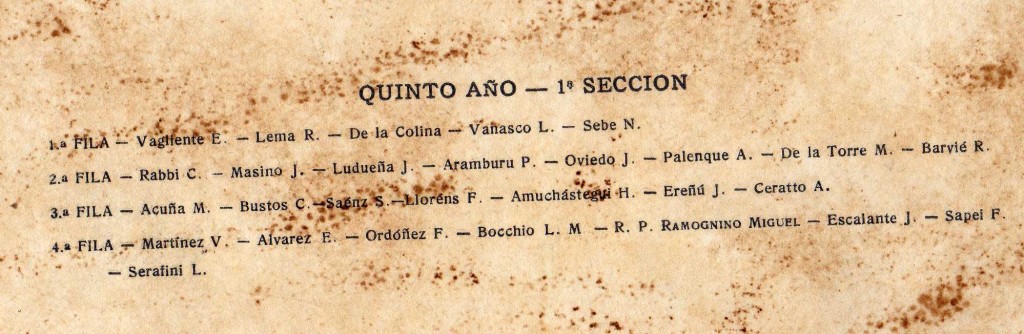 QUINTO AÑO — 1ª SECCION
1.a FILA — Vagliente E. — Lema R. — De la Colina — Vanasco L. — Sebe N.
2.a FILA — Rabbi C. — Masino J. — Ludueña J. — Aramburu P. — Oviedo J. — Palenque A. — De la Torre M. — Barvié R.
3.a FILA — Acuña M. — Bustos C.—Saenz S.—Lloréns F. — Amuchástegui H. — Ereñú J. — Ceratto A.
4.a FILA — Martínez V. — Alvarez E. — Ordóñez F. — Bocchio L. M — R. P. RAMOGNINO MIGUEL — Escalante J. — Sapei F.
— Serafini L.